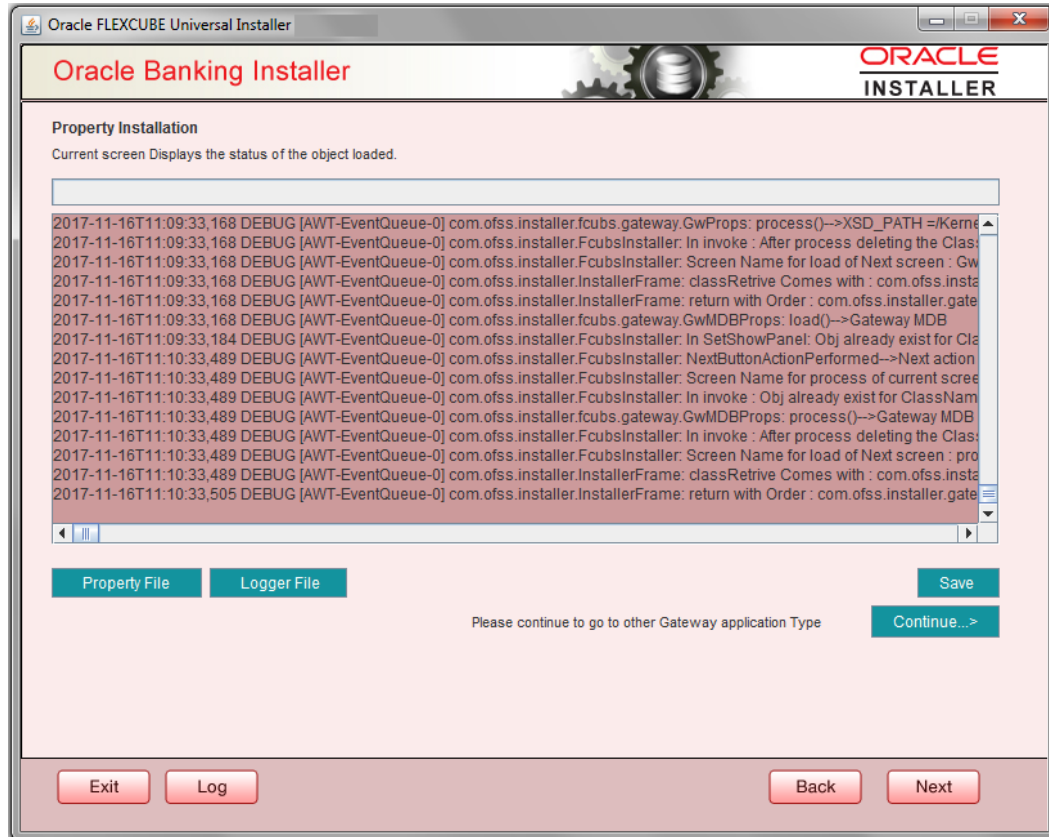 Oracle FLEXCUBE Universal Installer
Oracle Banking Installer
ORACLE
INSTALLER
Property Installation
Current screen Displays the status of the object loaded.
2017-11-16T11:09:33,168 DEBUG [AWT-EventQueue-0] com.ofss.installer.fcubs.gateway.GwProps: process()-->XSD_PATH =/Kerne
2017-11-16T11:09:33,168 DEBUG [AWT-EventQueue-0] com.ofss.installer.FcubsInstaller: In invoke : After process deleting the Clas
2017-11-16T11:09:33,168 DEBUG [AWT-EventQueue-0] com.ofss.installer.FcubsInstaller: Screen Name for load of Next screen : Gw
2017-11-16T11:09:33,168 DEBUG [AWT-EventQueue-0] com.ofss.installer.InstallerFrame: classRetrive Comes with : com.ofss.insta
2017-11-16T11:09:33,168 DEBUG [AWT-EventQueue-0] com.ofss.installer.InstallerFrame: return with Order : com.ofss.installer.gate
2017-11-16T11:09:33,168 DEBUG [AWT-EventQueue-0] com.ofss.installer.fcubs.gateway.GwMDBProps: load()-->Gateway MDB
2017-11-16T11:09:33,184 DEBUG [AWT-EventQueue-0] com.ofss.installer.FcubsInstaller: In SetShowPanel: Obj already exist for Cla
2017-11-16T11:10:33,489 DEBUG [AWT-EventQueue-0] com.ofss.installer.FcubsInstaller: NextButtonActionPerformed-->Next action
2017-11-16T11:10:33,489 DEBUG [AWT-EventQueue-0] com.ofss.installer.FcubsInstaller: Screen Name for process of current scree
2017-11-16T11:10:33,489 DEBUG [AWT-EventQueue-0] com.ofss.installer.FcubsInstaller: In invoke : Obj already exist for ClassNam
2017-11-16T11:10:33,489 DEBUG [AWT-EventQueue-0] com.ofss.installer.fcubs.gateway.GwMDBProps: process()-->Gateway MDB
2017-11-16T11:10:33,489 DEBUG [AWT-EventQueue-0] com.ofss.installer.FcubsInstaller: In invoke : After process deleting the Clas
2017-11-16T11:10:33,489 DEBUG [AWT-EventQueue-0] com.ofss.installer.FcubsInstaller: Screen Name for load of Next screen : pro
2017-11-16T11:10:33,489 DEBUG [AWT-EventQueue-0] com.ofss.installer.InstallerFrame: classRetrive Comes with : com.ofss.insta
2017-11-16T11:10:33,505 DEBUG [AWT-EventQueue-0] com.ofss.installer.InstallerFrame: return with Order : com.ofss.installer.gate
Property File
Logger File
Save
Please continue to go to other Gateway application Type
Continue...>
Exit
Log
Back
Next